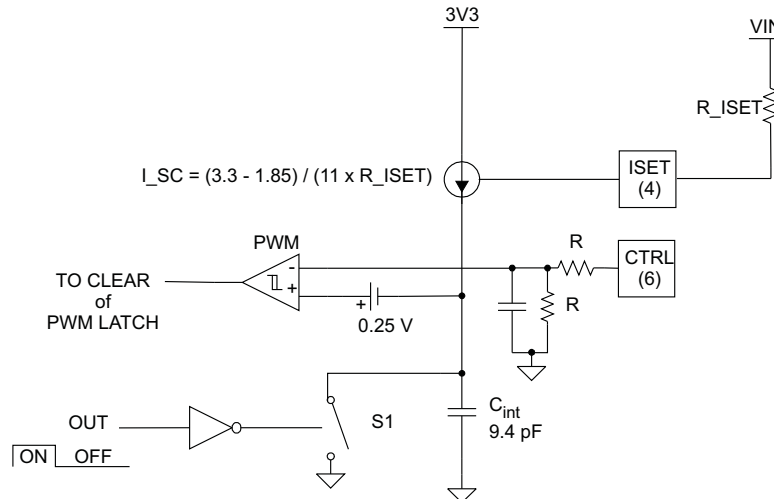 3V3
VIN
R_ISET
I_SC = (3.3 - 1.85) / (11 x R_ISET)
ISET
(4)
PWM
R
CTRL
(6)
-
+
TO CLEAR
of
PWM LATCH
+
0.25 V
R
OUT
S1
C_int
9.4 pF
ON OFF